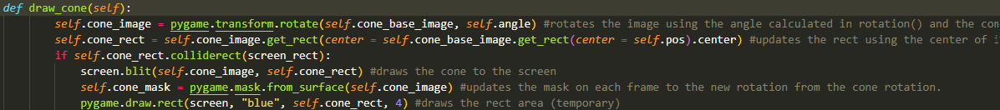 def draw_cone(self):
self.cone_image = pygame.transform.rotate(self.cone_base_image, self.angle) #rotates the image using the angle calculated in rotation() and the con
self.cone_rect = self.cone_image.get_rect(center = self.cone_base_image.get_rect(center = self.pos).center) #updates the rect using the center of i
if self.cone_rect.colliderect(screen_rect):
screen.blit(self.cone_image, self.cone_rect) #draws the cone to the screen
self.cone_mask = pygame.mask.from_surface(self.cone_image) #updates the mask on each frame to the new rotation from the cone rotation.
pygame.draw.rect(screen, "blue", self.cone_rect, 4) #draws the rect area (temporary)